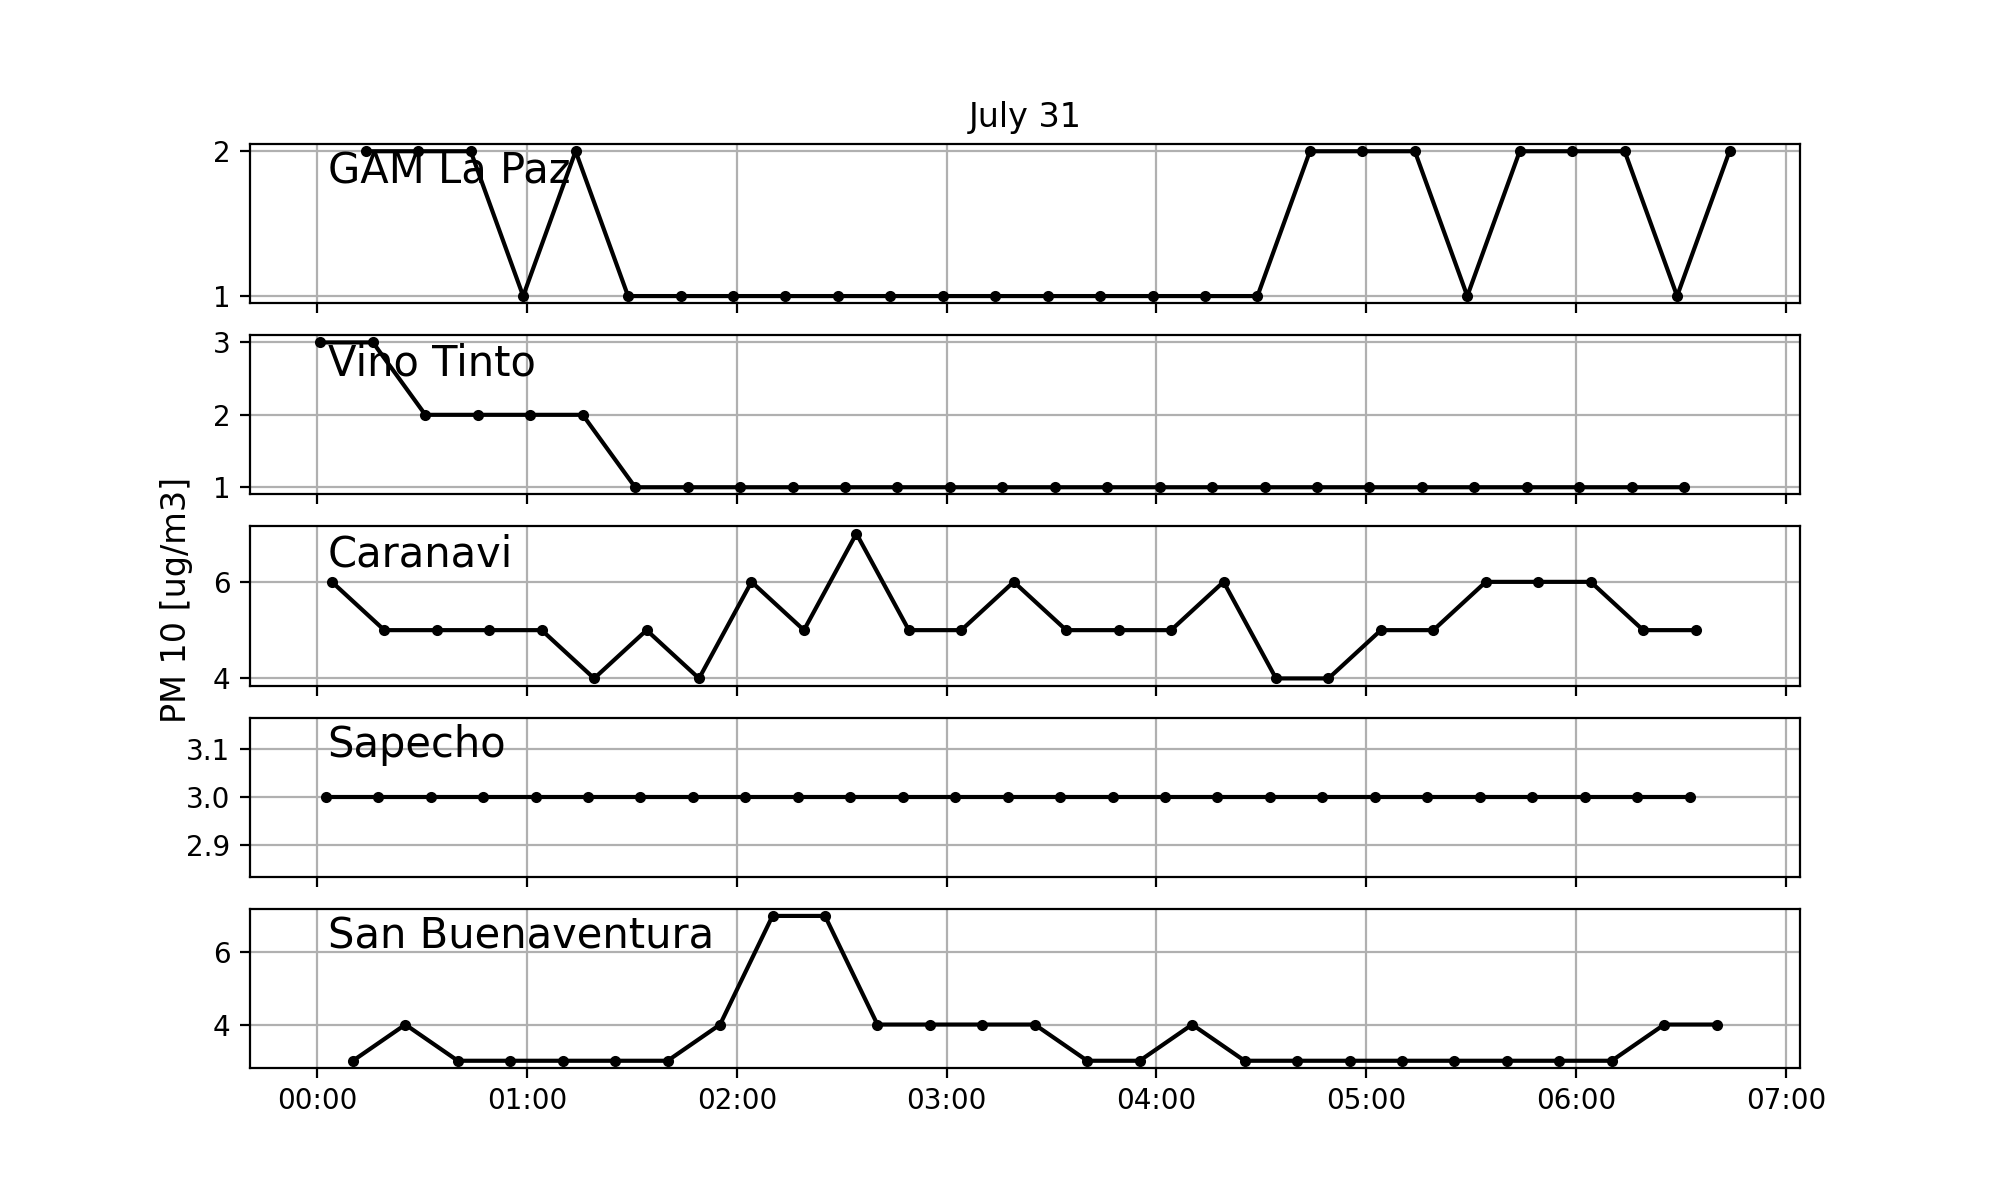 July 31
PM 10 [ug/m3]
2
GAM La Paz
1
3
Vino Tinto
2
1
Caranavi
6
4
Sapecho
3.1
3.0
2.9
San Buenaventura
6
4
00:00 01:00 02:00 03:00 04:00 05:00 06:00 07:00